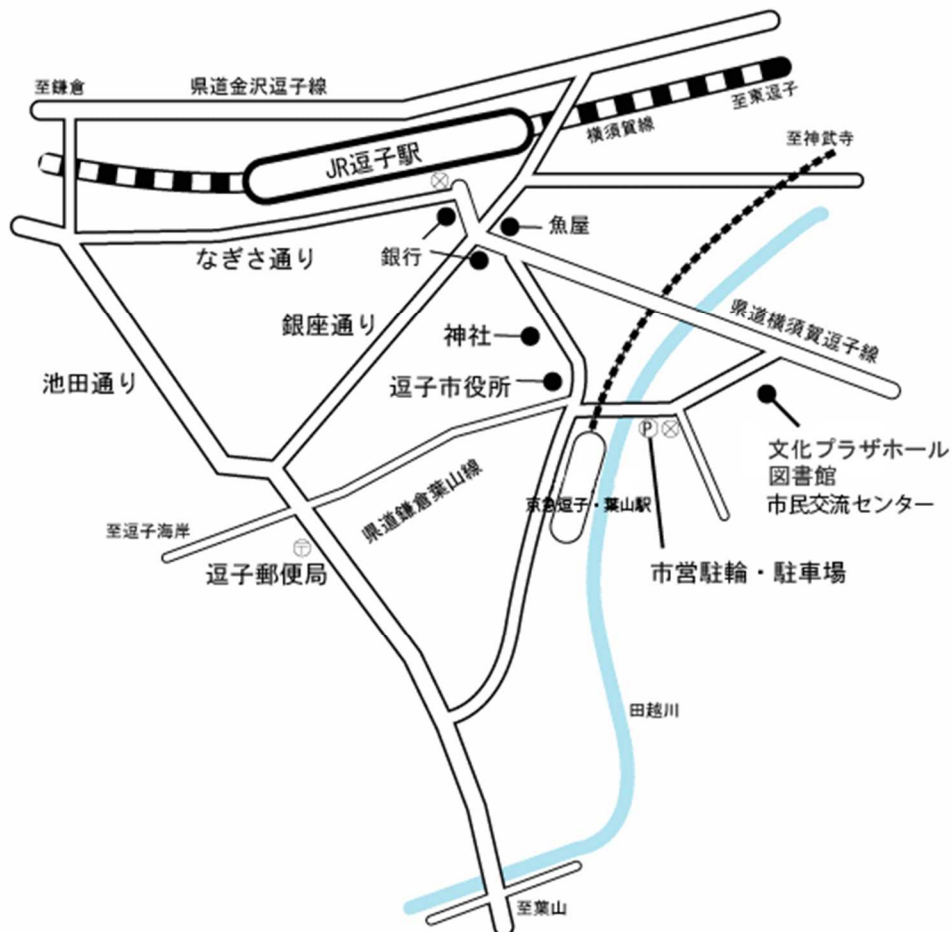 至鎌倉
県道金沢逗子線
至東逗子
横須賀線
至神武寺
JR逗子駅
魚屋
なぎさ通り
銀行
銀座通り
県道横須賀逗子線
神社
池田通り
逗子市役所
P
文化プラザホール
図書館
市民交流センター
県道鎌倉葉山線
京急逗子・葉山駅
至逗子海岸
〒
逗子郵便局
市営駐輪・駐車場
田越川
至葉山